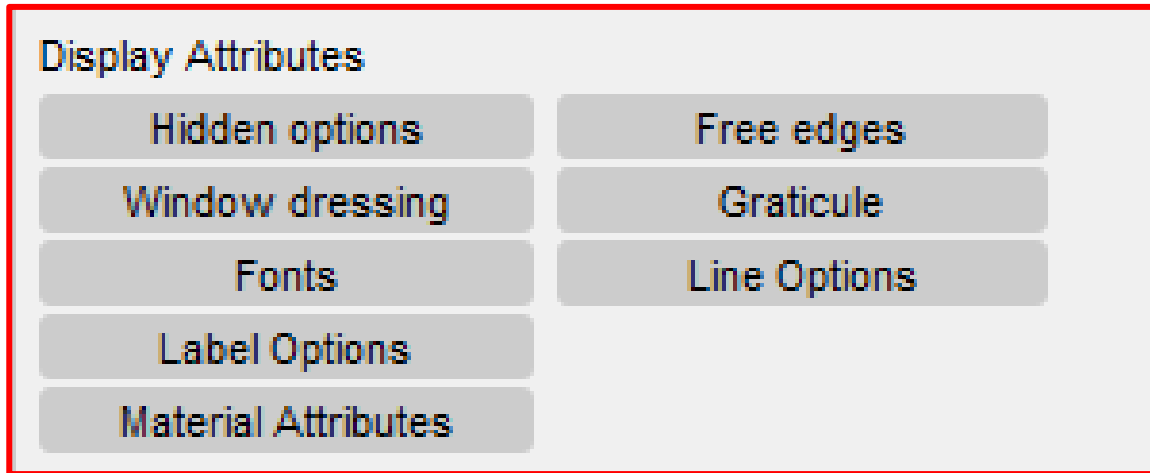 Display Attributes
Hidden options Free edges
Window dressing Graticule
Fonts Line Options
Label Options
Material Attributes